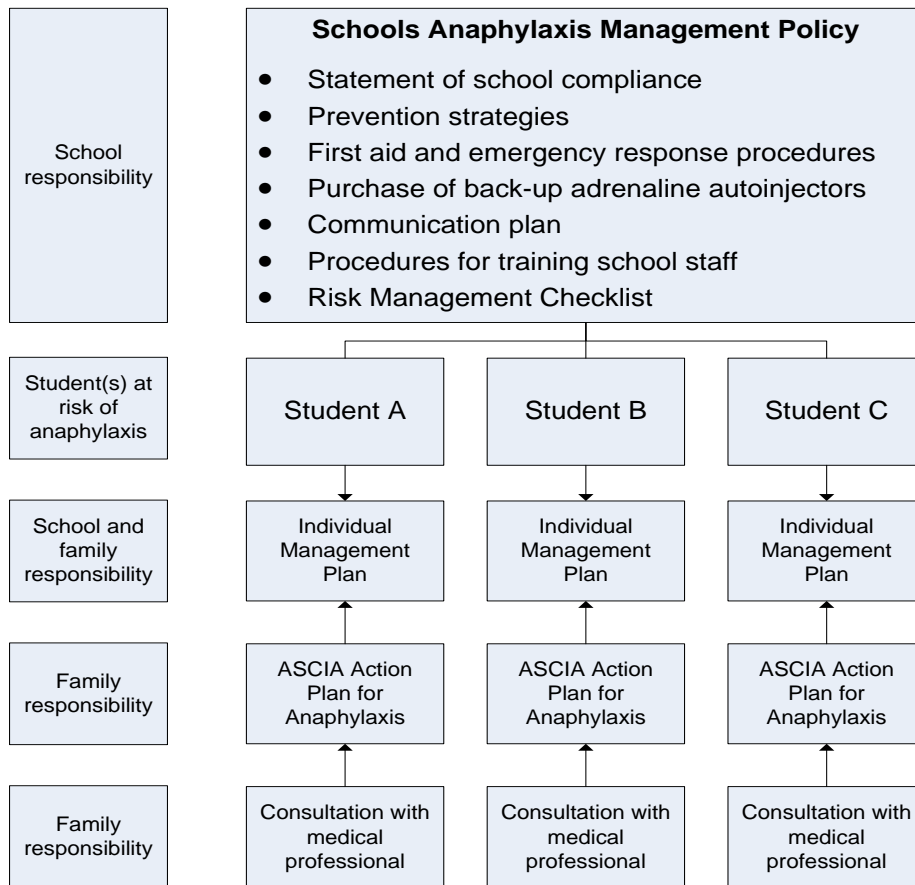 Schools Anaphylaxis Management Policy
• Statement of school compliance
• Prevention strategies
• First aid and emergency response procedures
• Purchase of back-up adrenaline autoinjectors
• Communication plan
• Procedures for training school staff
• Risk Management Checklist
School
responsibility
Student(s) at
risk of
anaphylaxis
Student A
Student B
Student C
School and
family
responsibility
Individual
Management
Plan
Individual
Management
Plan
Individual
Management
Plan
Family
responsibility
ASCIA Action
Plan for
Anaphylaxis
ASCIA Action
Plan for
Anaphylaxis
ASCIA Action
Plan for
Anaphylaxis
Family
responsibility
Consultation with
medical
professional
Consultation with
medical
professional
Consultation with
medical
professional